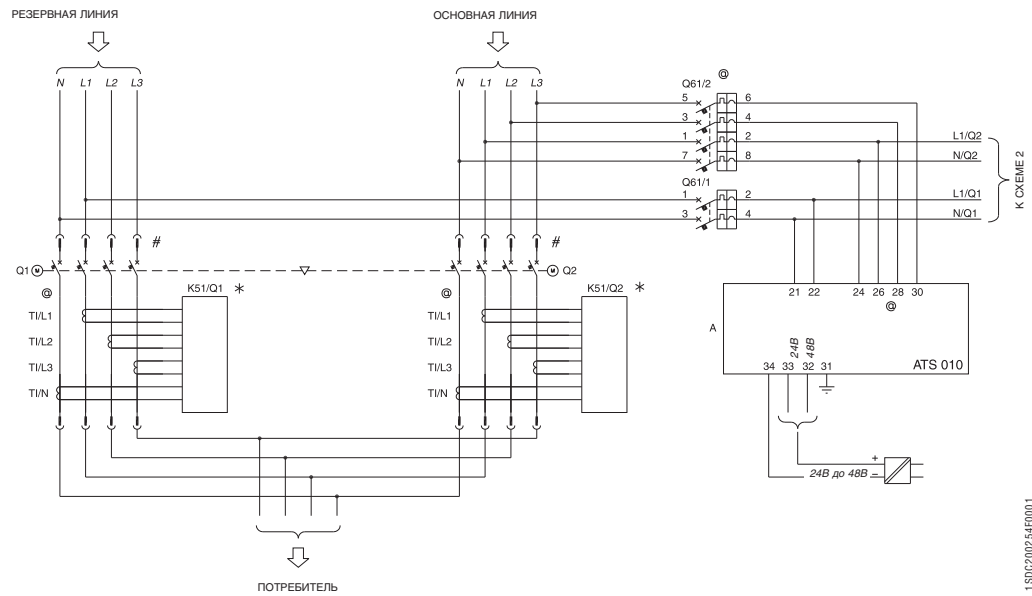 РЕЗЕРВНАЯ ЛИНИЯ
ОСНОВНАЯ ЛИНИЯ
N L1 L2 L3
N L1 L2 L3
@
Q61/2
5 6
3 4
1 2 L1/Q2
7 8 N/Q2
Q61/1
1 2 L1/Q1
3 4 N/Q1
К СХЕМЕ 2
#
#
Q1 M
M Q2
@
K51/Q1 *
TI/L1
TI/L2
TI/L3
TI/N
@
K51/Q2 *
TI/L1
TI/L2
TI/L3
TI/N
21 22 24 26 28 30
@
A
24В
48В
ATS 010
34 33 32 31
+
24В до 48В –
ПОТРЕБИТЕЛЬ
1SDC200254F0001